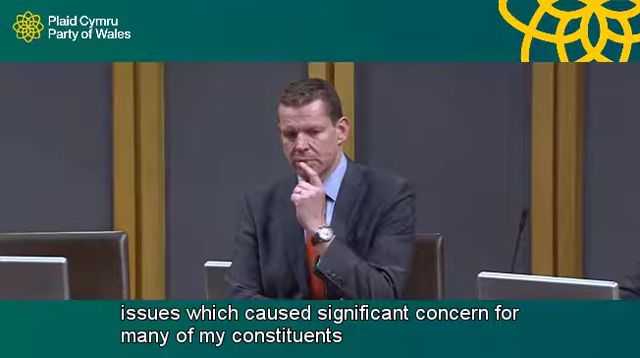 Plaid Cymru
Party of Wales
issues which caused significant concern for
many of my constituents